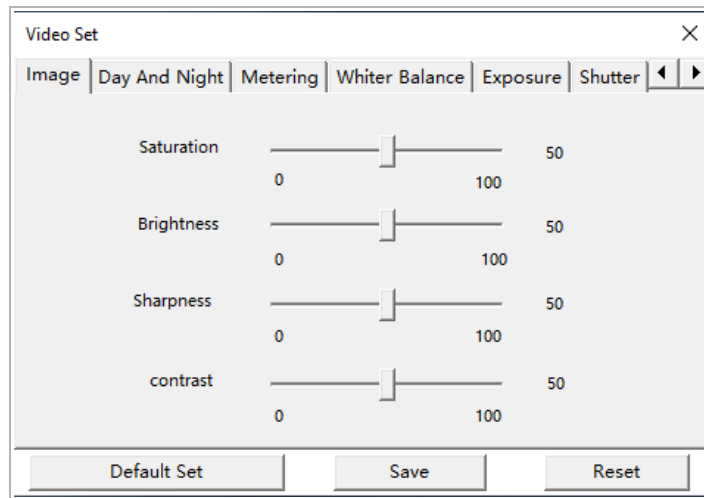 Video Set
Image Day And Night Metering Whiter Balance Exposure Shutter
Saturation 50
0 100
Brightness 50
0 100
Sharpness 50
0 100
contrast 50
0 100
Default Set Save Reset